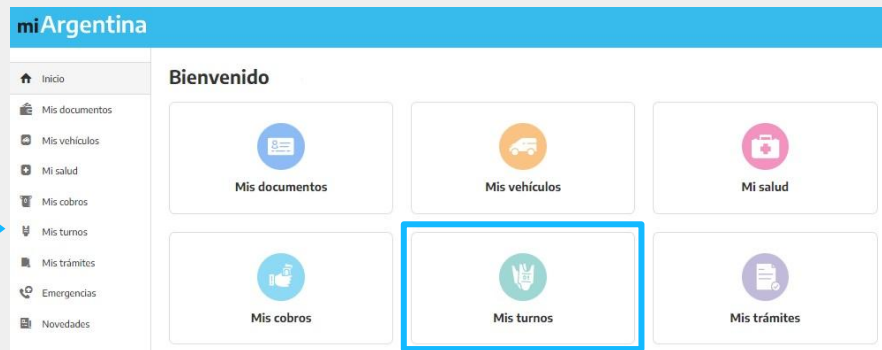 miArgentina
Inicio
Mis documentos
Mis vehículos
Mi salud
Mis cobros
Mis turnos
Mis trámites
Emergencias
Novedades
Bienvenido
Mis documentos
Mis vehículos
Mi salud
Mis cobros
Mis turnos
Mis trámites